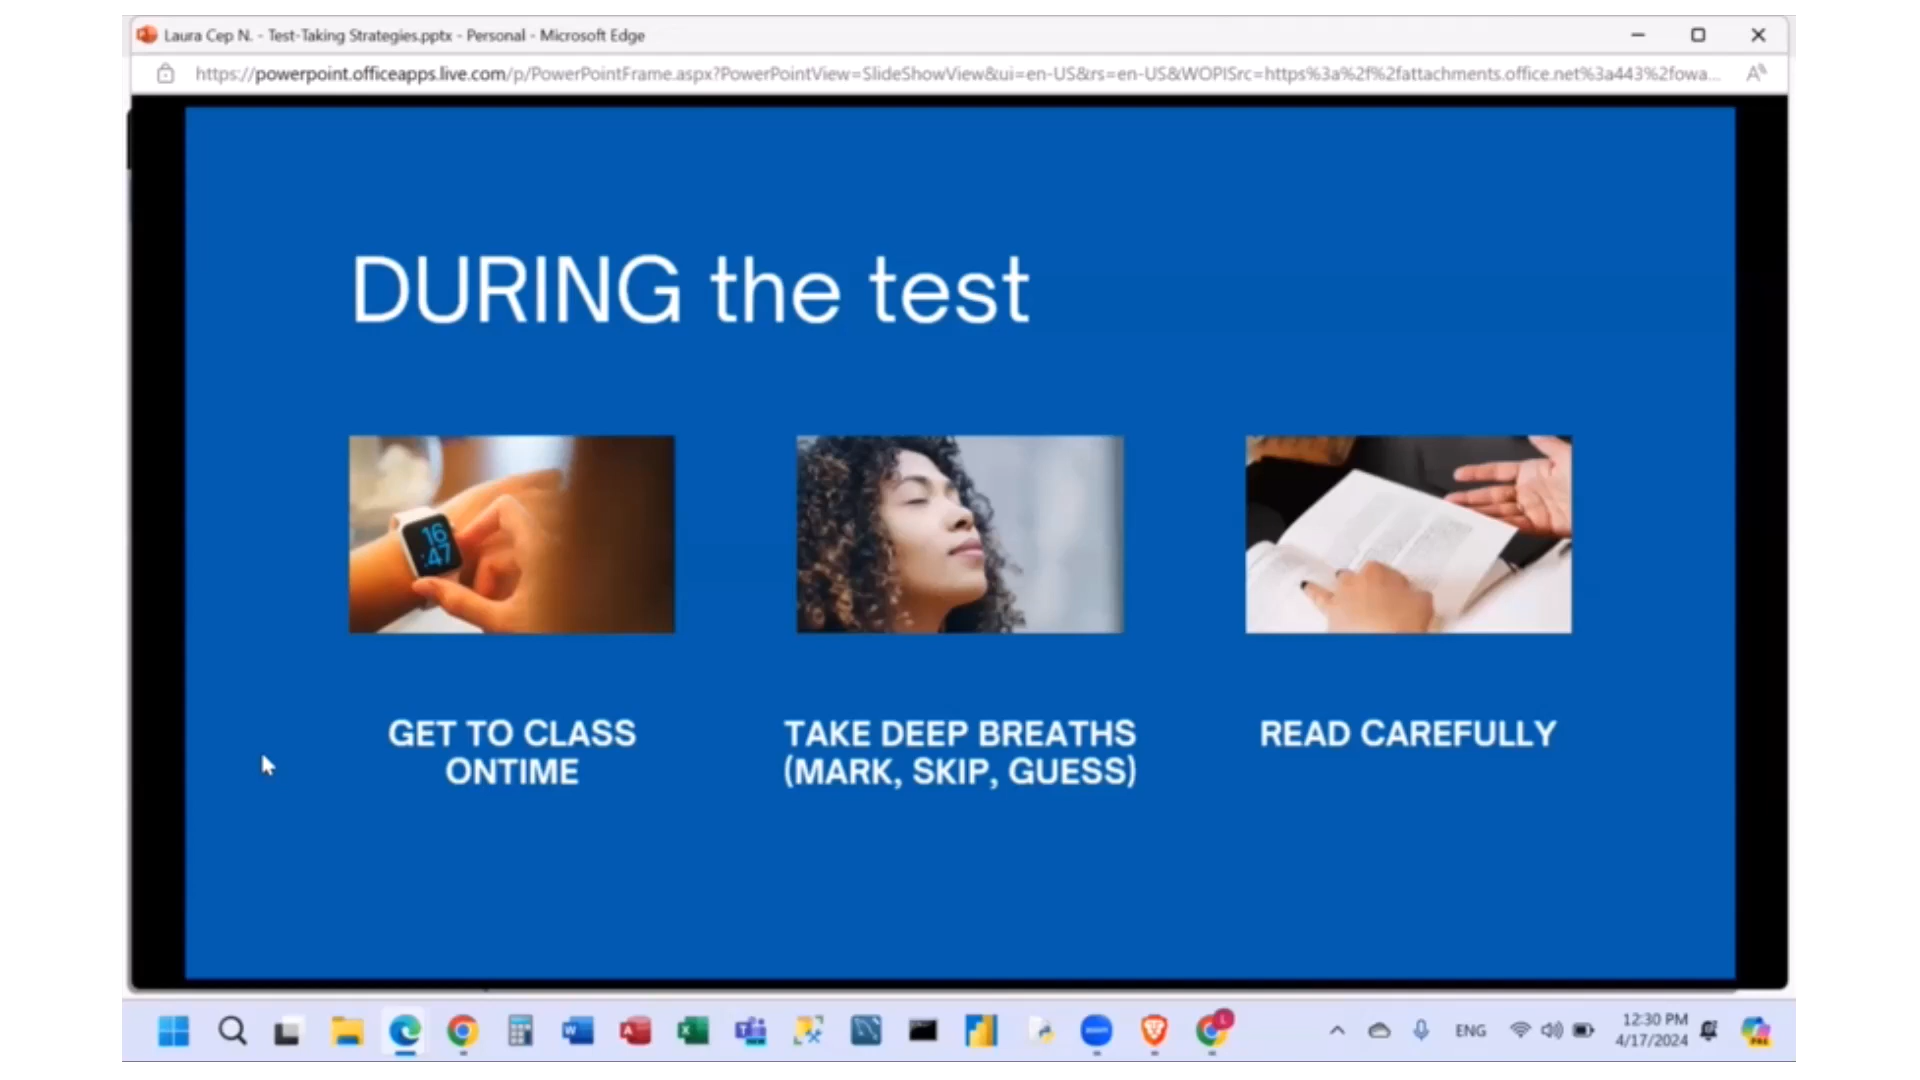 Laura Cep N. - Test-Taking Strategies.pptx - Personal - Microsoft Edge
https://powerpoint.officeapps.live.com/p/PowerPointFrame.aspx?PowerPointView=SlideShowView&ui=en-US&rs=en-US&WOPISrc=https%3a%2f%2fattachments.office.net%3a443%2fowa...
DURING the test
16
:47
GET TO CLASS
ONTIME
TAKE DEEP BREATHS
(MARK, SKIP, GUESS)
READ CAREFULLY
ENG
12:30 PM
4/17/2024